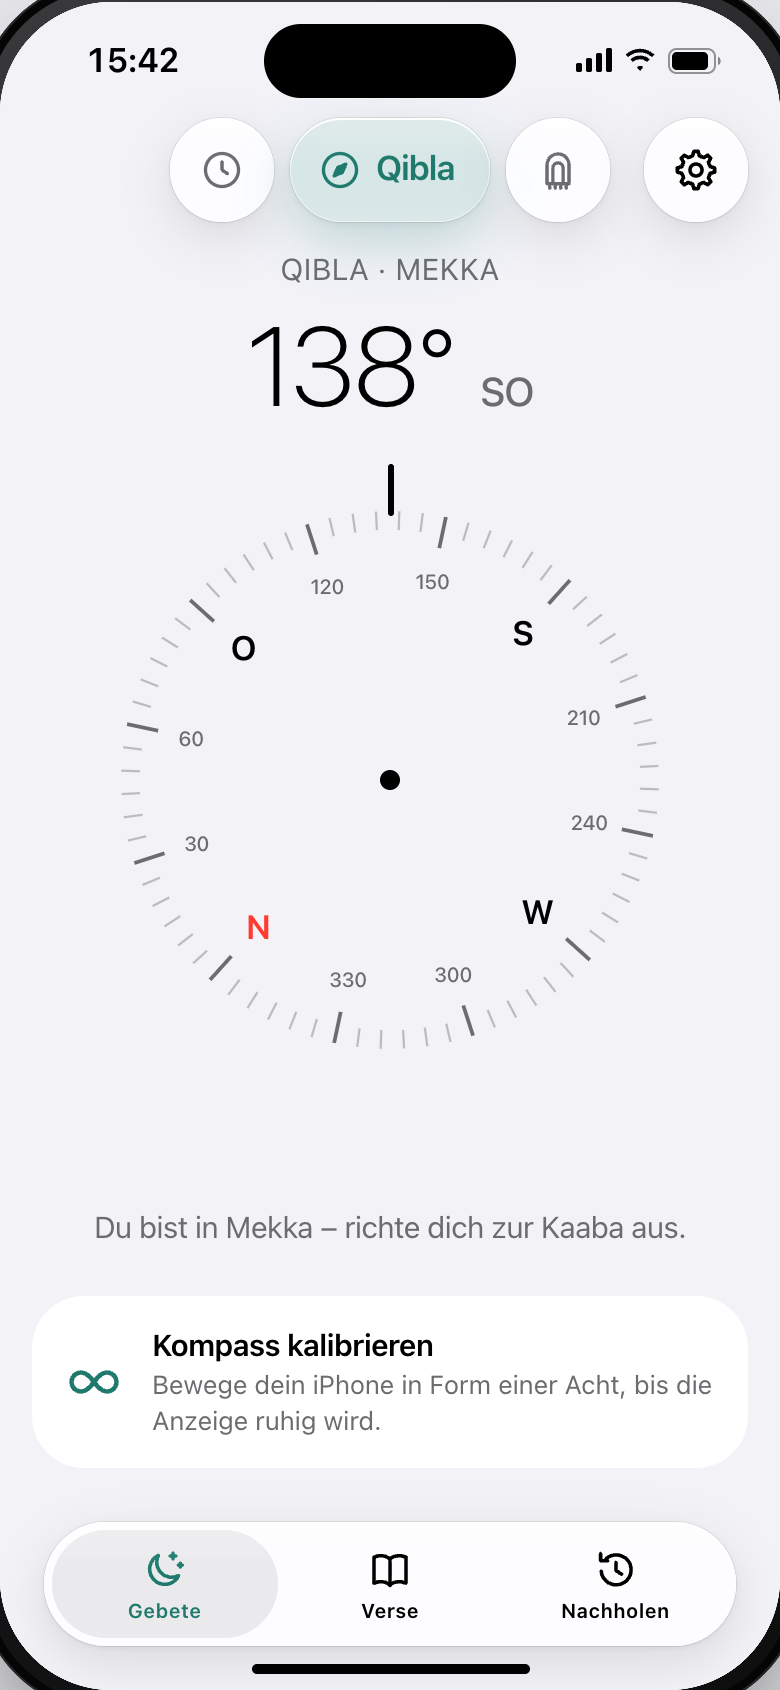 15:42
Qibla
QIBLA · MEKKA
138° SO
120 150
O S
210
60
240
30
N W
330 300
Du bist in Mekka – richte dich zur Kaaba aus.
Kompass kalibrieren
Bewege dein iPhone in Form einer Acht, bis die
Anzeige ruhig wird.
Gebete Verse Nachholen